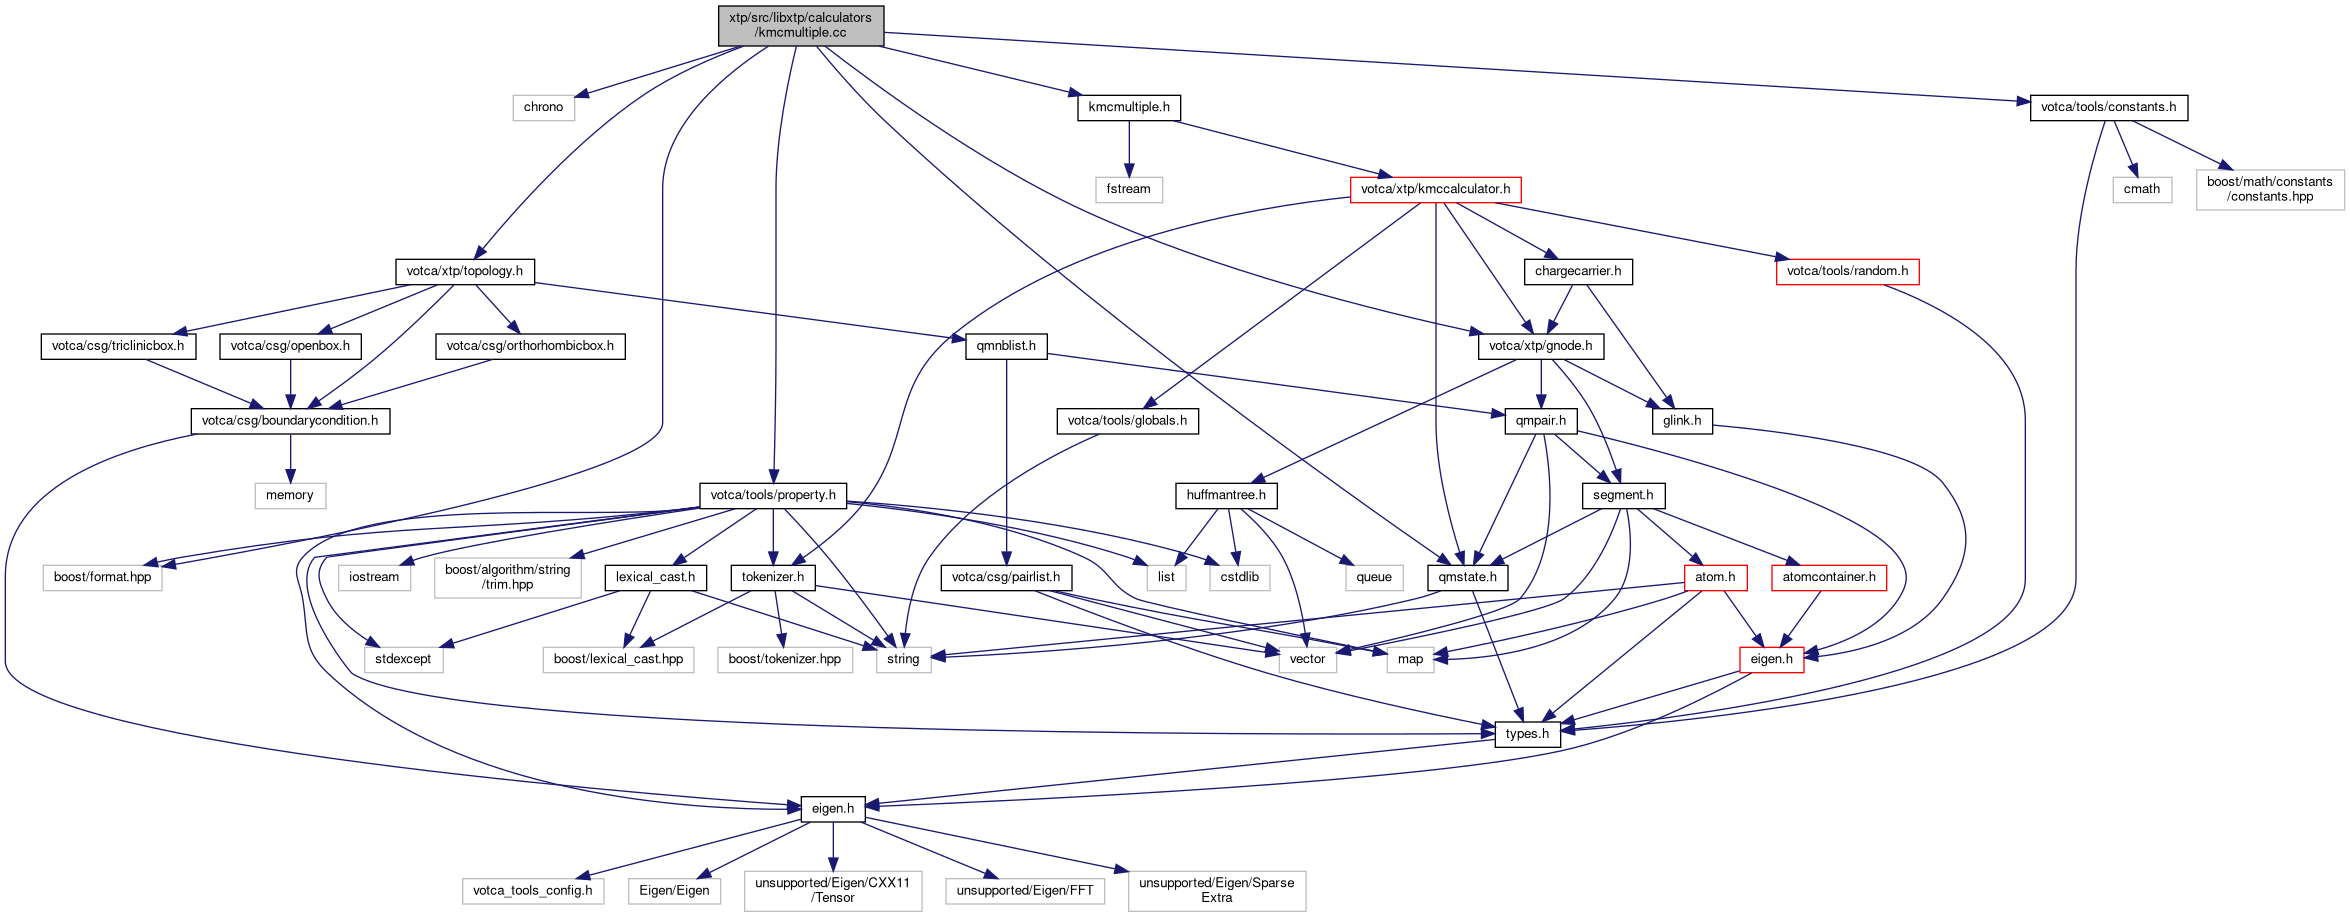 xtp/src/libxtp/calculators
/kmcmultiple.cc
chrono
kmcmultiple.h
votca/tools/constants.h
fstream
votca/xtp/kmccalculator.h
cmath
boost/math/constants
/constants.hpp
votca/xtp/topology.h
chargecarrier.h
votca/tools/random.h
votca/csg/triclinicbox.h
votca/csg/openbox.h
votca/csg/orthorhombicbox.h
qmnblist.h
votca/xtp/gnode.h
votca/csg/boundarycondition.h
votca/tools/globals.h
qmpair.h
glink.h
memory
votca/tools/property.h
huffmantree.h
segment.h
boost/format.hpp
iostream
boost/algorithm/string
/trim.hpp
lexical_cast.h
tokenizer.h
votca/csg/pairlist.h
list
cstdlib
queue
qmstate.h
atom.h
atomcontainer.h
stdexcept
boost/lexical_cast.hpp
boost/tokenizer.hpp
string
vector
map
eigen.h
types.h
eigen.h
votca_tools_config.h
Eigen/Eigen
unsupported/Eigen/CXX11
/Tensor
unsupported/Eigen/FFT
unsupported/Eigen/Sparse
Extra